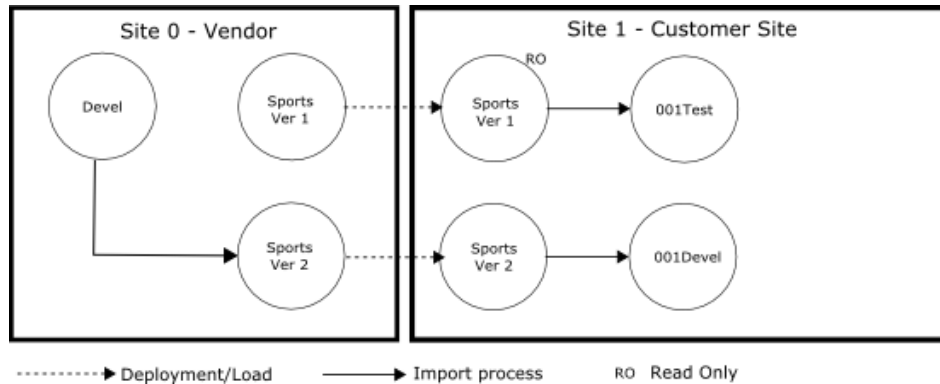 Site 0 - Vendor
Site 1 - Customer Site
RO
Devel
Sports
Ver 1
Sports
Ver 1
001Test
Sports
Ver 2
Sports
Ver 2
001Devel
Deployment/Load
Import process
RO Read Only